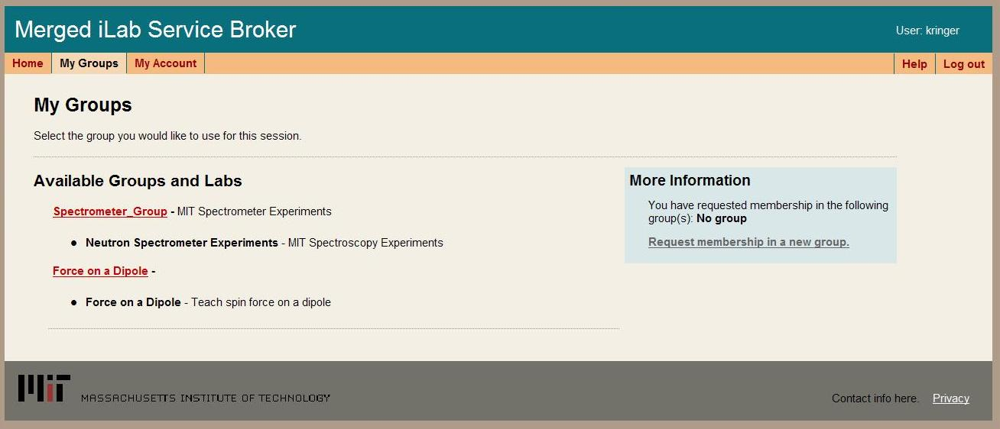 Merged iLab Service Broker
User: kringer
Home
My Groups
My Account
Help
Log out
My Groups
Select the group you would like to use for this session.
Available Groups and Labs
Spectrometer_Group - MIT Spectrometer Experiments
● Neutron Spectrometer Experiments - MIT Spectroscopy Experiments
Force on a Dipole -
● Force on a Dipole - Teach spin force on a dipole
More Information
You have requested membership in the following
group(s): No group
Request membership in a new group.
MIT
MASSACHUSETTS INSTITUTE OF TECHNOLOGY
Contact info here.
Privacy